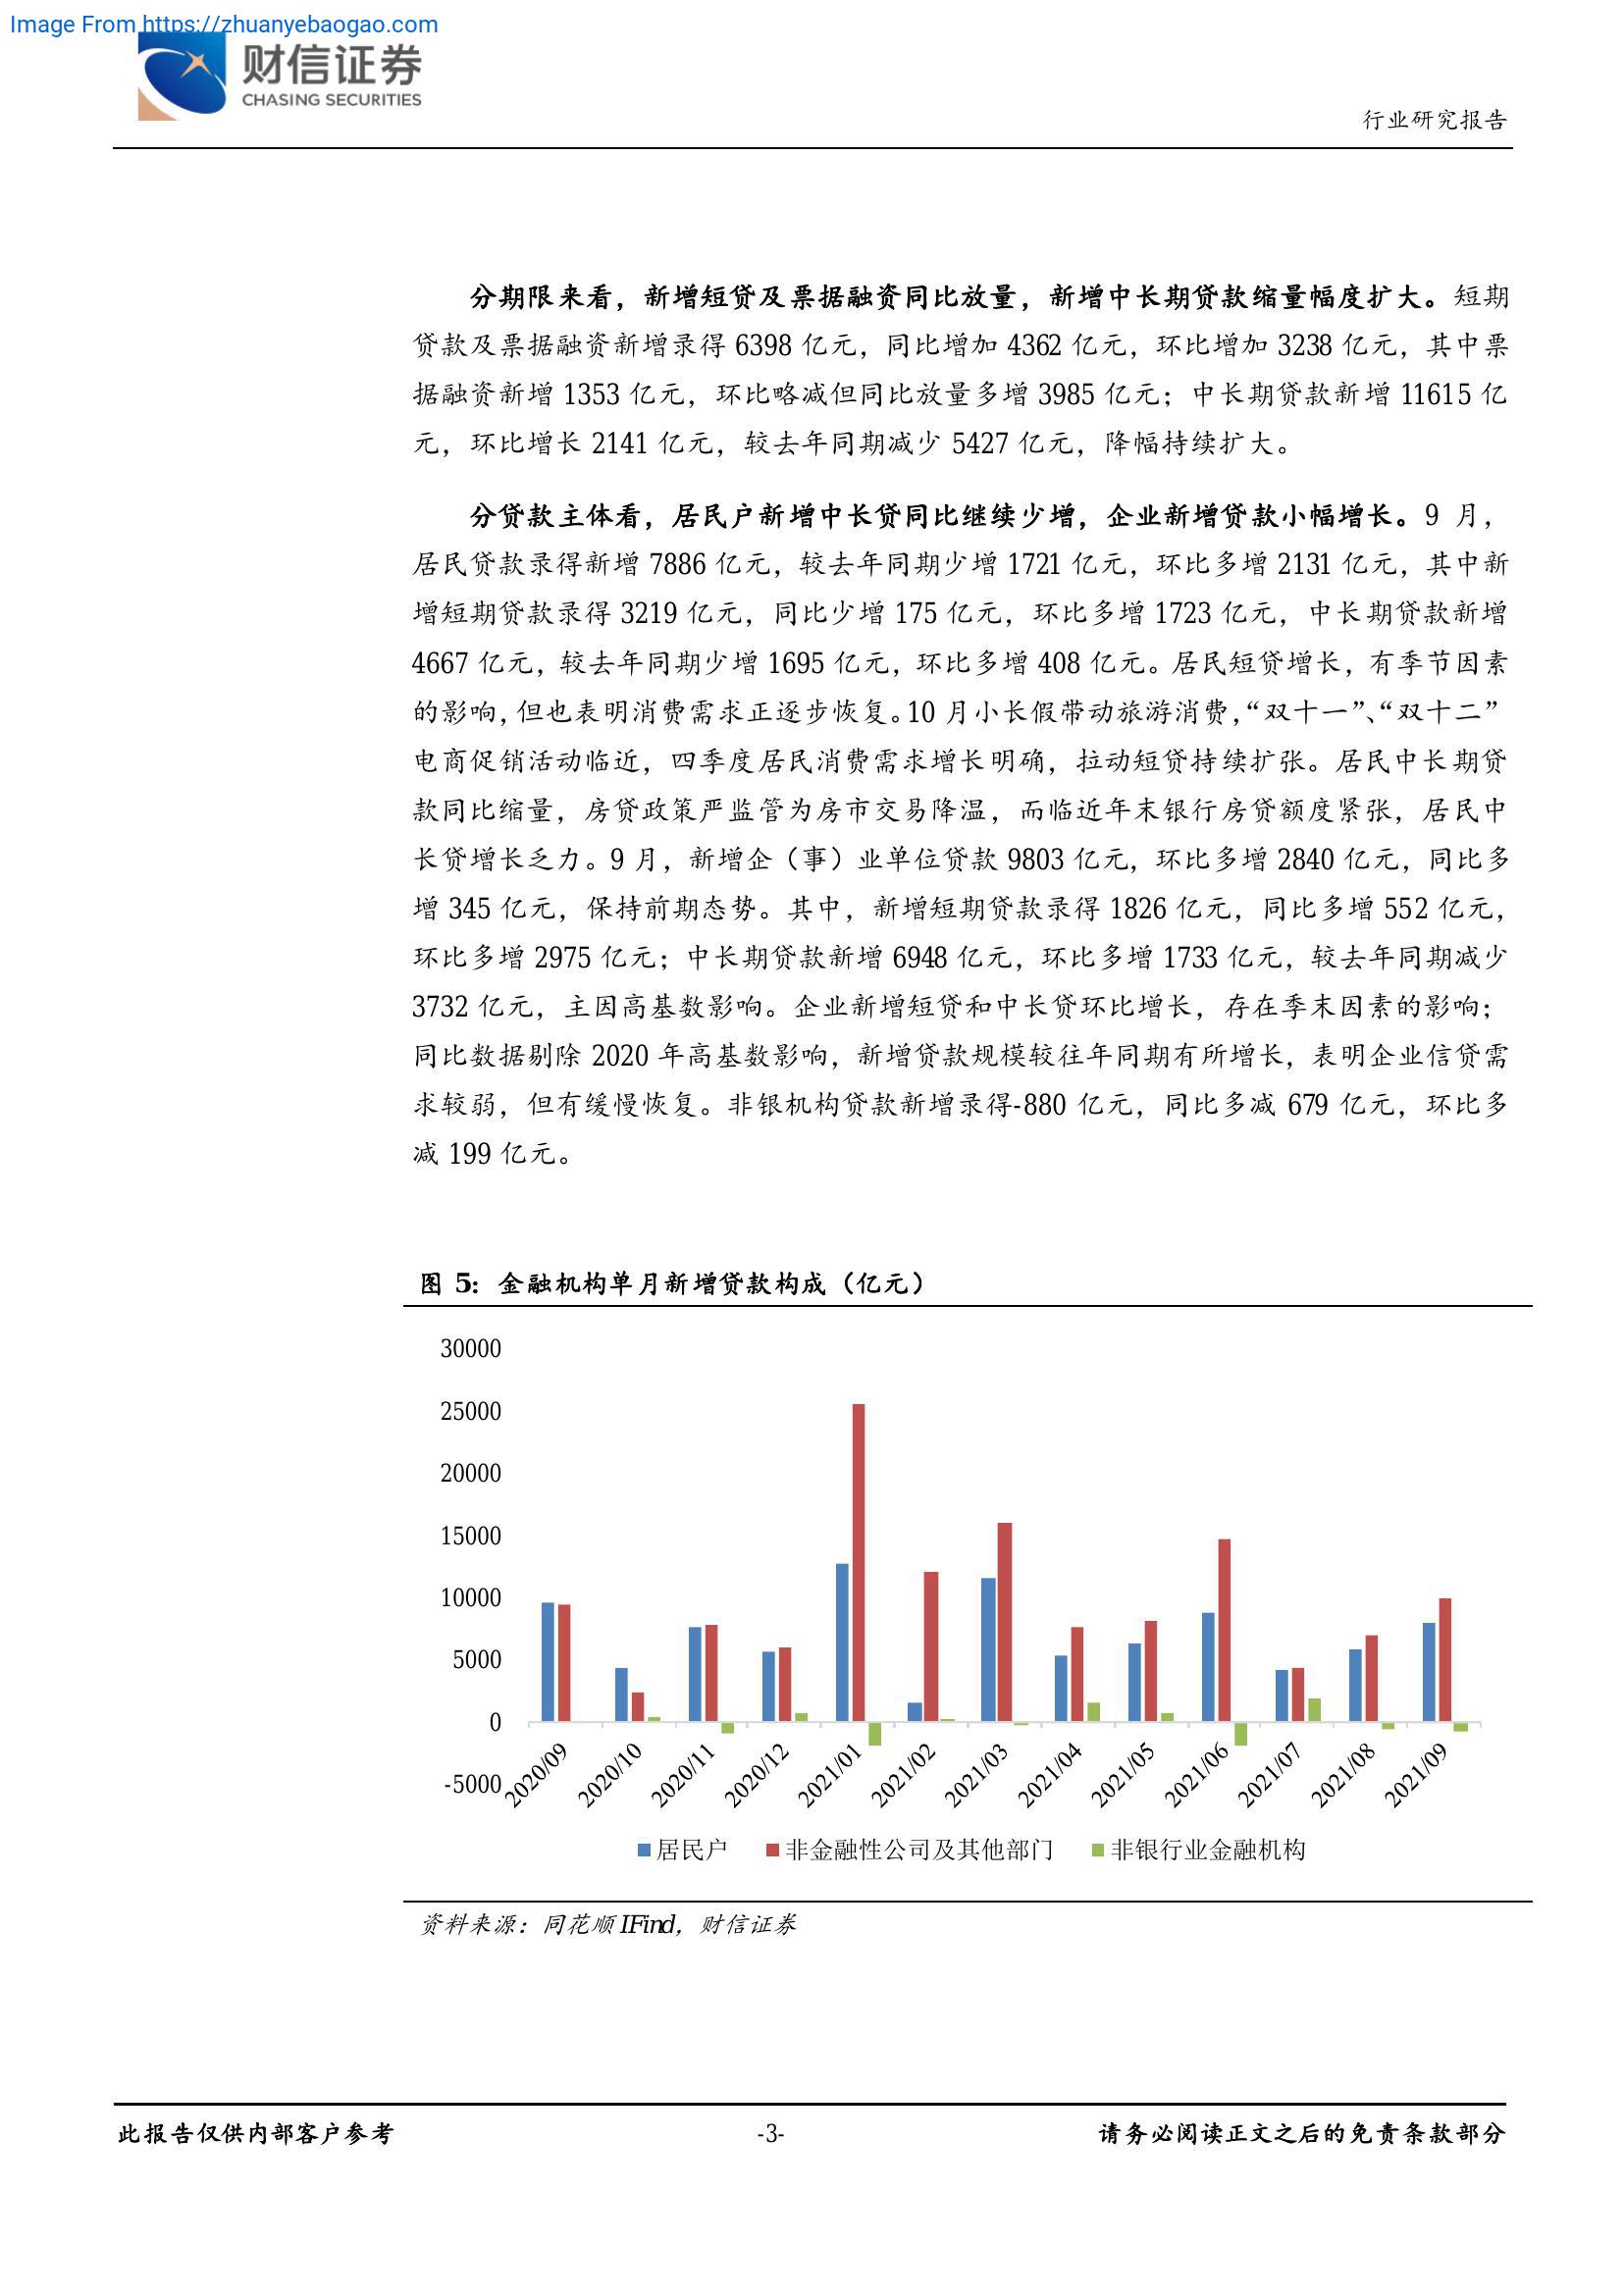 Image From https://zhuanyebaogao.com
财信证券
CHASING SECURITIES
行业研究报告
分期限来看，新增短贷及票据融资同比放量，新增中长期贷款缩量幅度扩大。短期
贷款及票据融资新增录得 6398 亿元，同比增加 4362 亿元，环比增加 3238 亿元，其中票
据融资新增 1353 亿元，环比略减但同比放量多增 3985 亿元；中长期贷款新增 11615 亿
元，环比增长 2141 亿元，较去年同期减少 5427 亿元，降幅持续扩大。
分贷款主体看，居民户新增中长贷同比继续少增，企业新增贷款小幅增长。9 月，
居民贷款录得新增 7886 亿元，较去年同期少增 1721 亿元，环比多增 2131 亿元，其中新
增短期贷款录得 3219 亿元，同比少增 175 亿元，环比多增 1723 亿元，中长期贷款新增
4667 亿元，较去年同期少增 1695 亿元，环比多增 408 亿元。居民短贷增长，有季节因素
的影响，但也表明消费需求正逐步恢复。10 月小长假带动旅游消费，“双十一”、“双十二”
电商促销活动临近，四季度居民消费需求增长明确，拉动短贷持续扩张。居民中长期贷
款同比缩量，房贷政策严监管为房市交易降温，而临近年末银行房贷额度紧张，居民中
长贷增长乏力。9 月，新增企（事）业单位贷款 9803 亿元，环比多增 2840 亿元，同比多
增 345 亿元，保持前期态势。其中，新增短期贷款录得 1826 亿元，同比多增 552 亿元，
环比多增 2975 亿元；中长期贷款新增 6948 亿元，环比多增 1733 亿元，较去年同期减少
3732 亿元，主因高基数影响。企业新增短贷和中长贷环比增长，存在季末因素的影响；
同比数据剔除 2020 年高基数影响，新增贷款规模较往年同期有所增长，表明企业信贷需
求较弱，但有缓慢恢复。非银机构贷款新增录得-880 亿元，同比多减 679 亿元，环比多
减 199 亿元。
图 5：金融机构单月新增贷款构成（亿元）
30000
25000
20000
15000
10000
5000
0
-5000
2020/09 2020/10 2020/11 2020/12 2021/01 2021/02 2021/03 2021/04 2021/05 2021/06 2021/07 2021/08 2021/09
居民户 非金融性公司及其他部门 非银行业金融机构
资料来源：同花顺 IFind，财信证券
此报告仅供内部客户参考 -3- 请务必阅读正文之后的免责条款部分